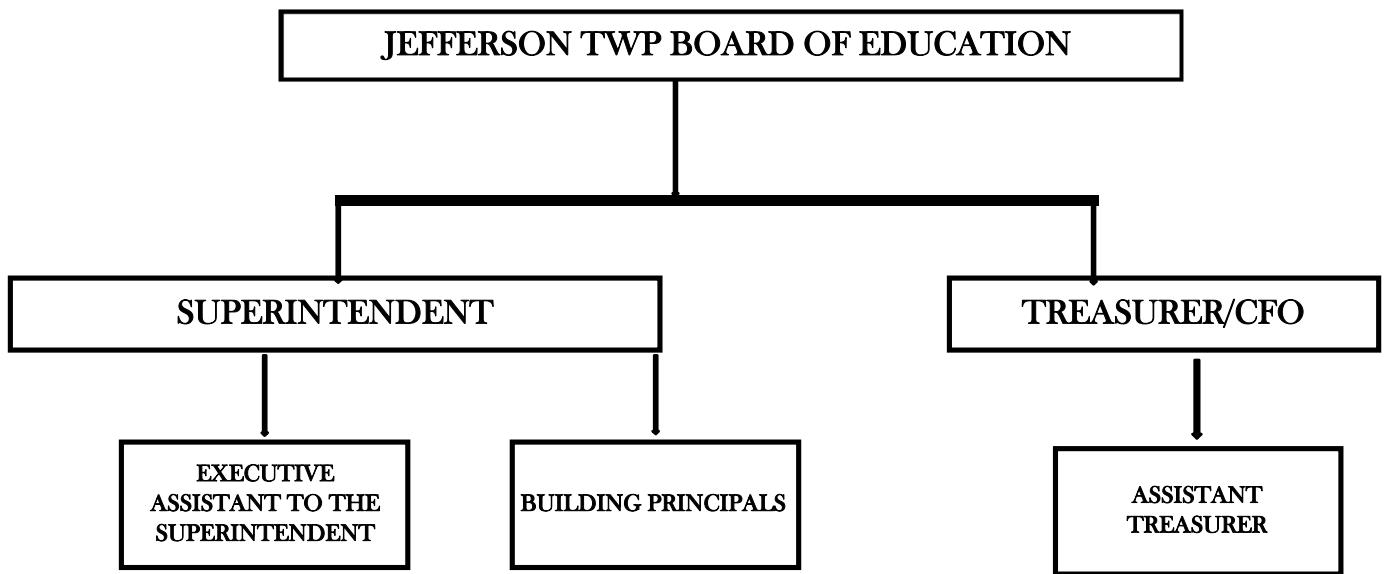 JEFFERSON TWP BOARD OF EDUCATION
SUPERINTENDENT
TREASURER/CFO
EXECUTIVE
ASSISTANT TO THE
SUPERINTENDENT
BUILDING PRINCIPALS
ASSISTANT
TREASURER